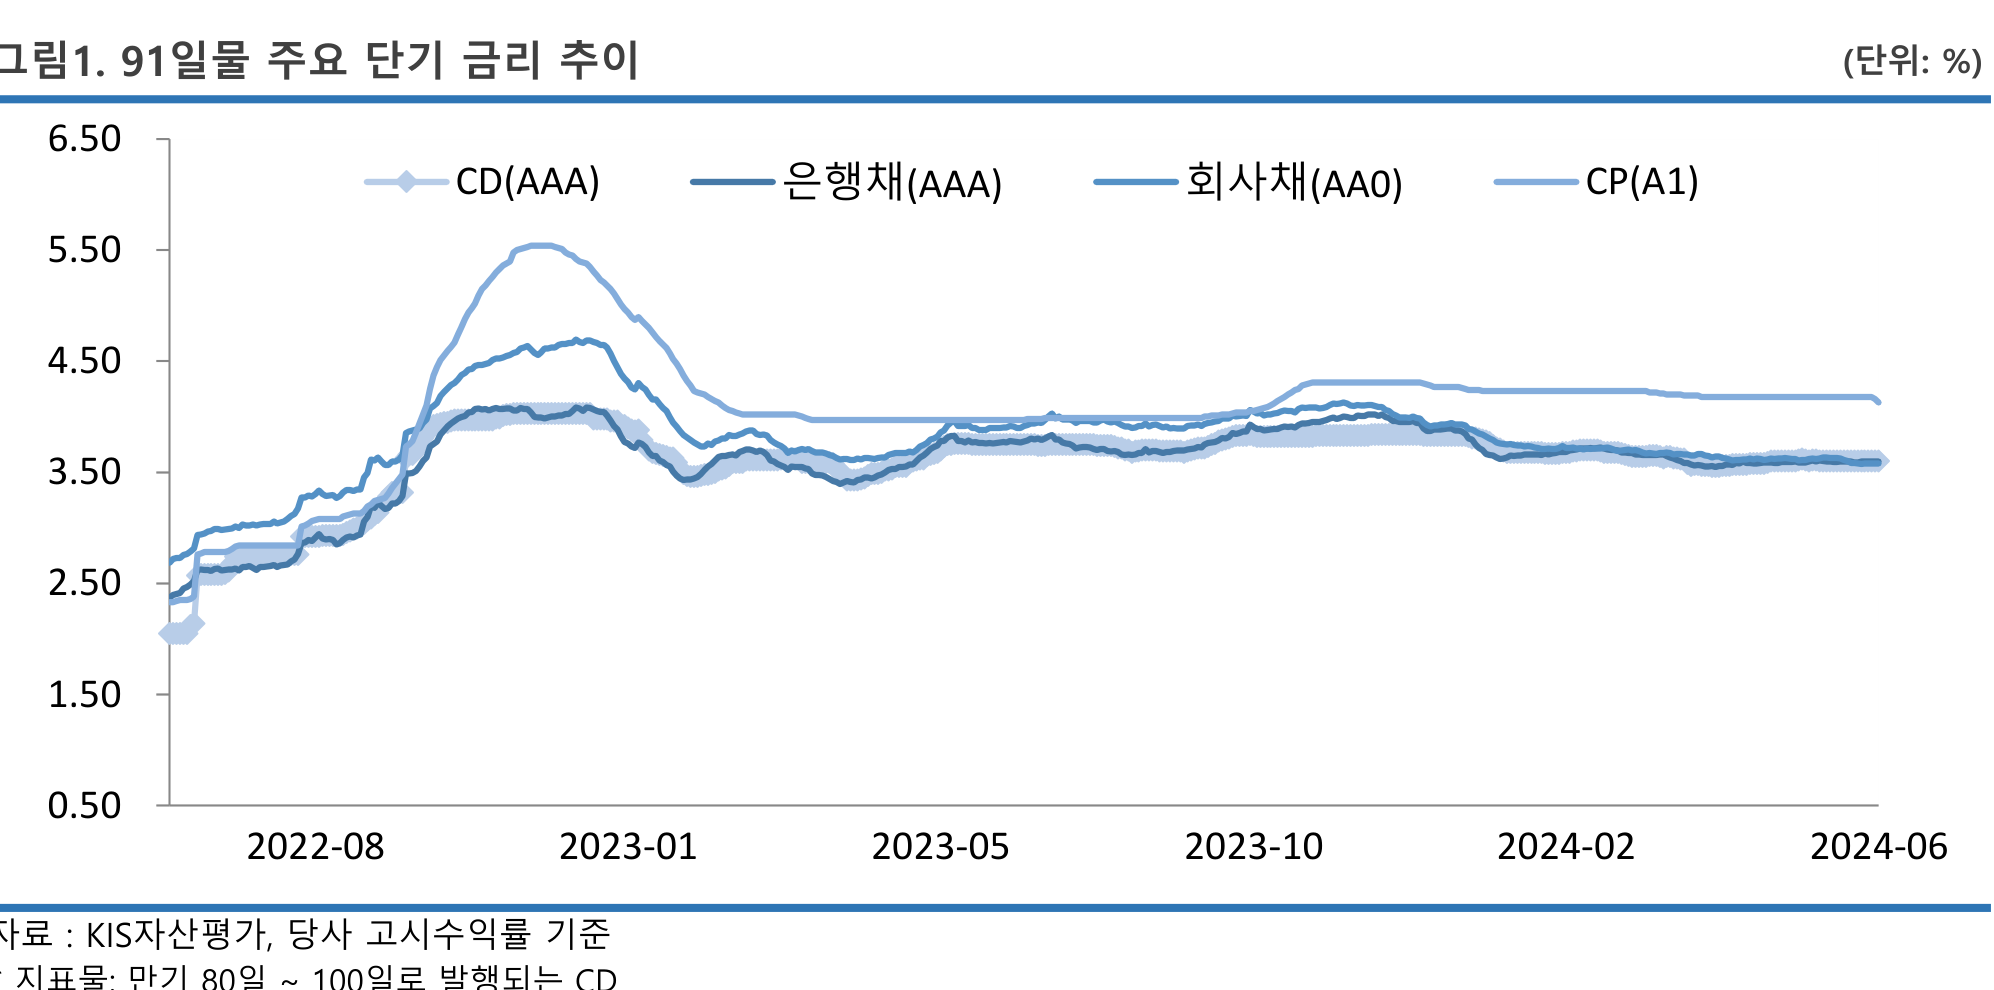 그림1. 91일물 주요 단기 금리 추이
(단위: %)
6.50
CD(AAA) 은행채(AAA) 회사채(AA0) CP(A1)
5.50
4.50
3.50
2.50
1.50
0.50
2022-08 2023-01 2023-05 2023-10 2024-02 2024-06
자료 : KIS자산평가, 당사 고시수익률 기준
지표물: 만기 80일 ~ 100일로 발행되는 CD